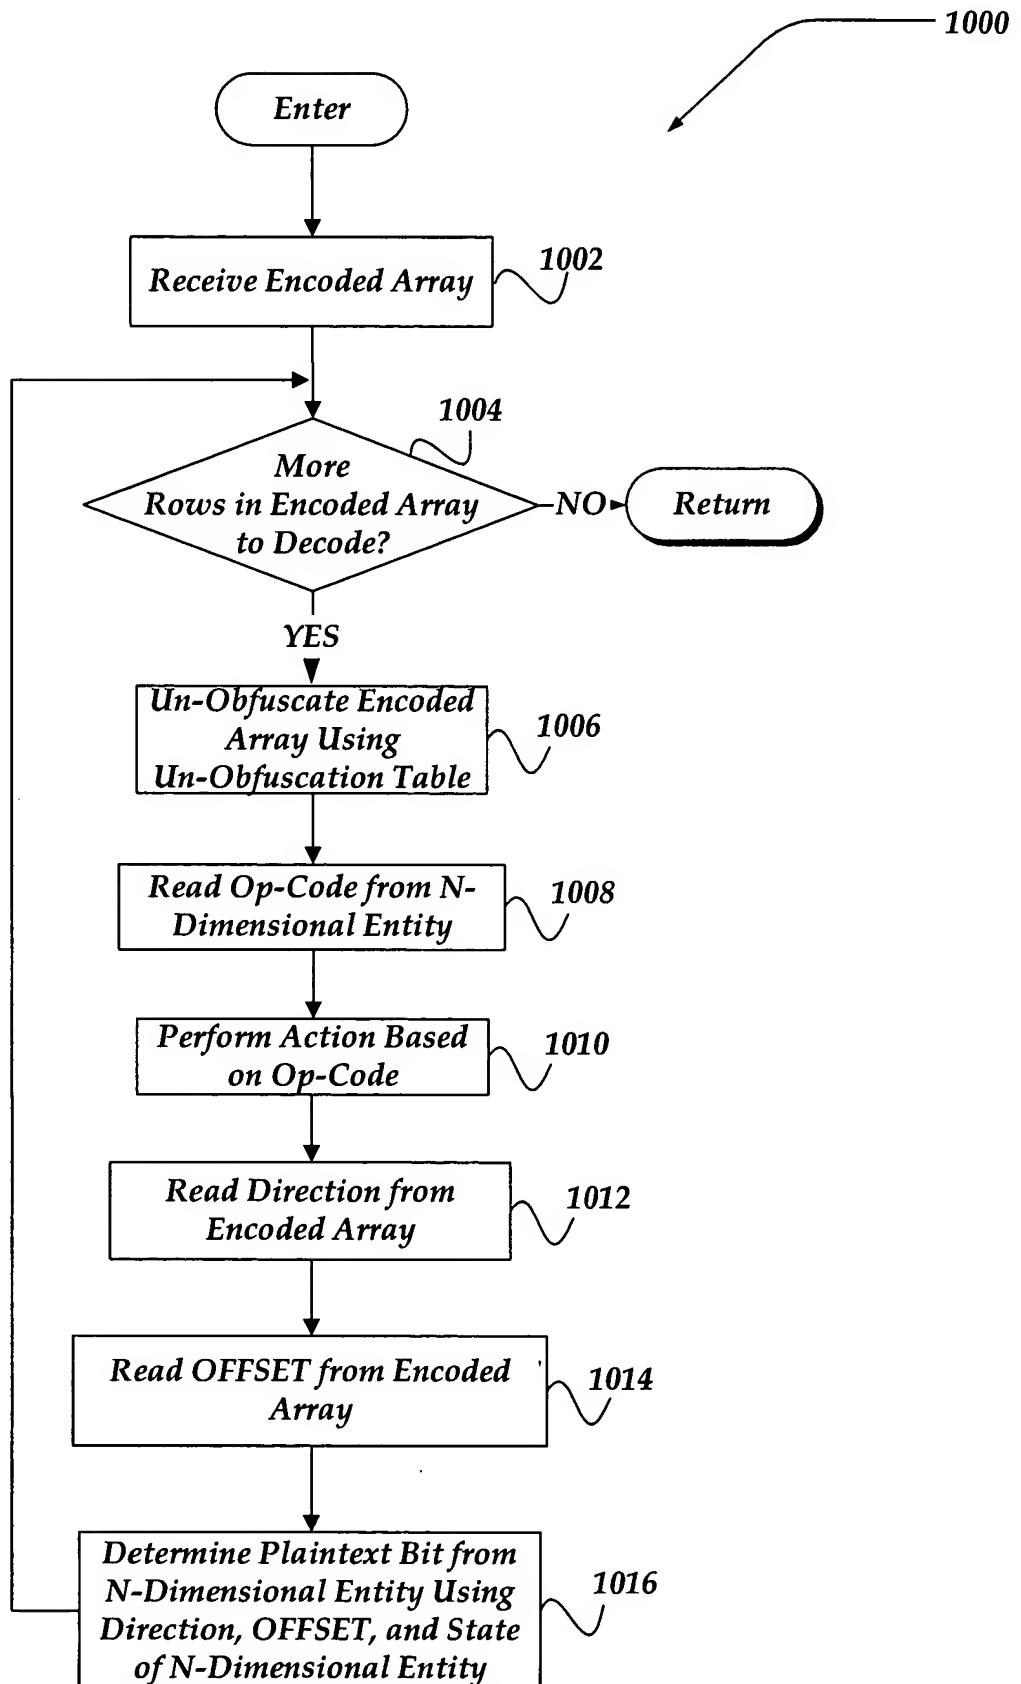 1000
Enter
Receive Encoded Array
1002
1004
More
Rows in Encoded Array
to Decode?
NO
Return
YES
Un-Obfuscate Encoded
Array Using
Un-Obfuscation Table
1006
Read Op-Code from N-
Dimensional Entity
1008
Perform Action Based
on Op-Code
1010
Read Direction from
Encoded Array
1012
Read OFFSET from Encoded
Array
1014
Determine Plaintext Bit from
N-Dimensional Entity Using
Direction, OFFSET, and State
of N-Dimensional Entity
1016